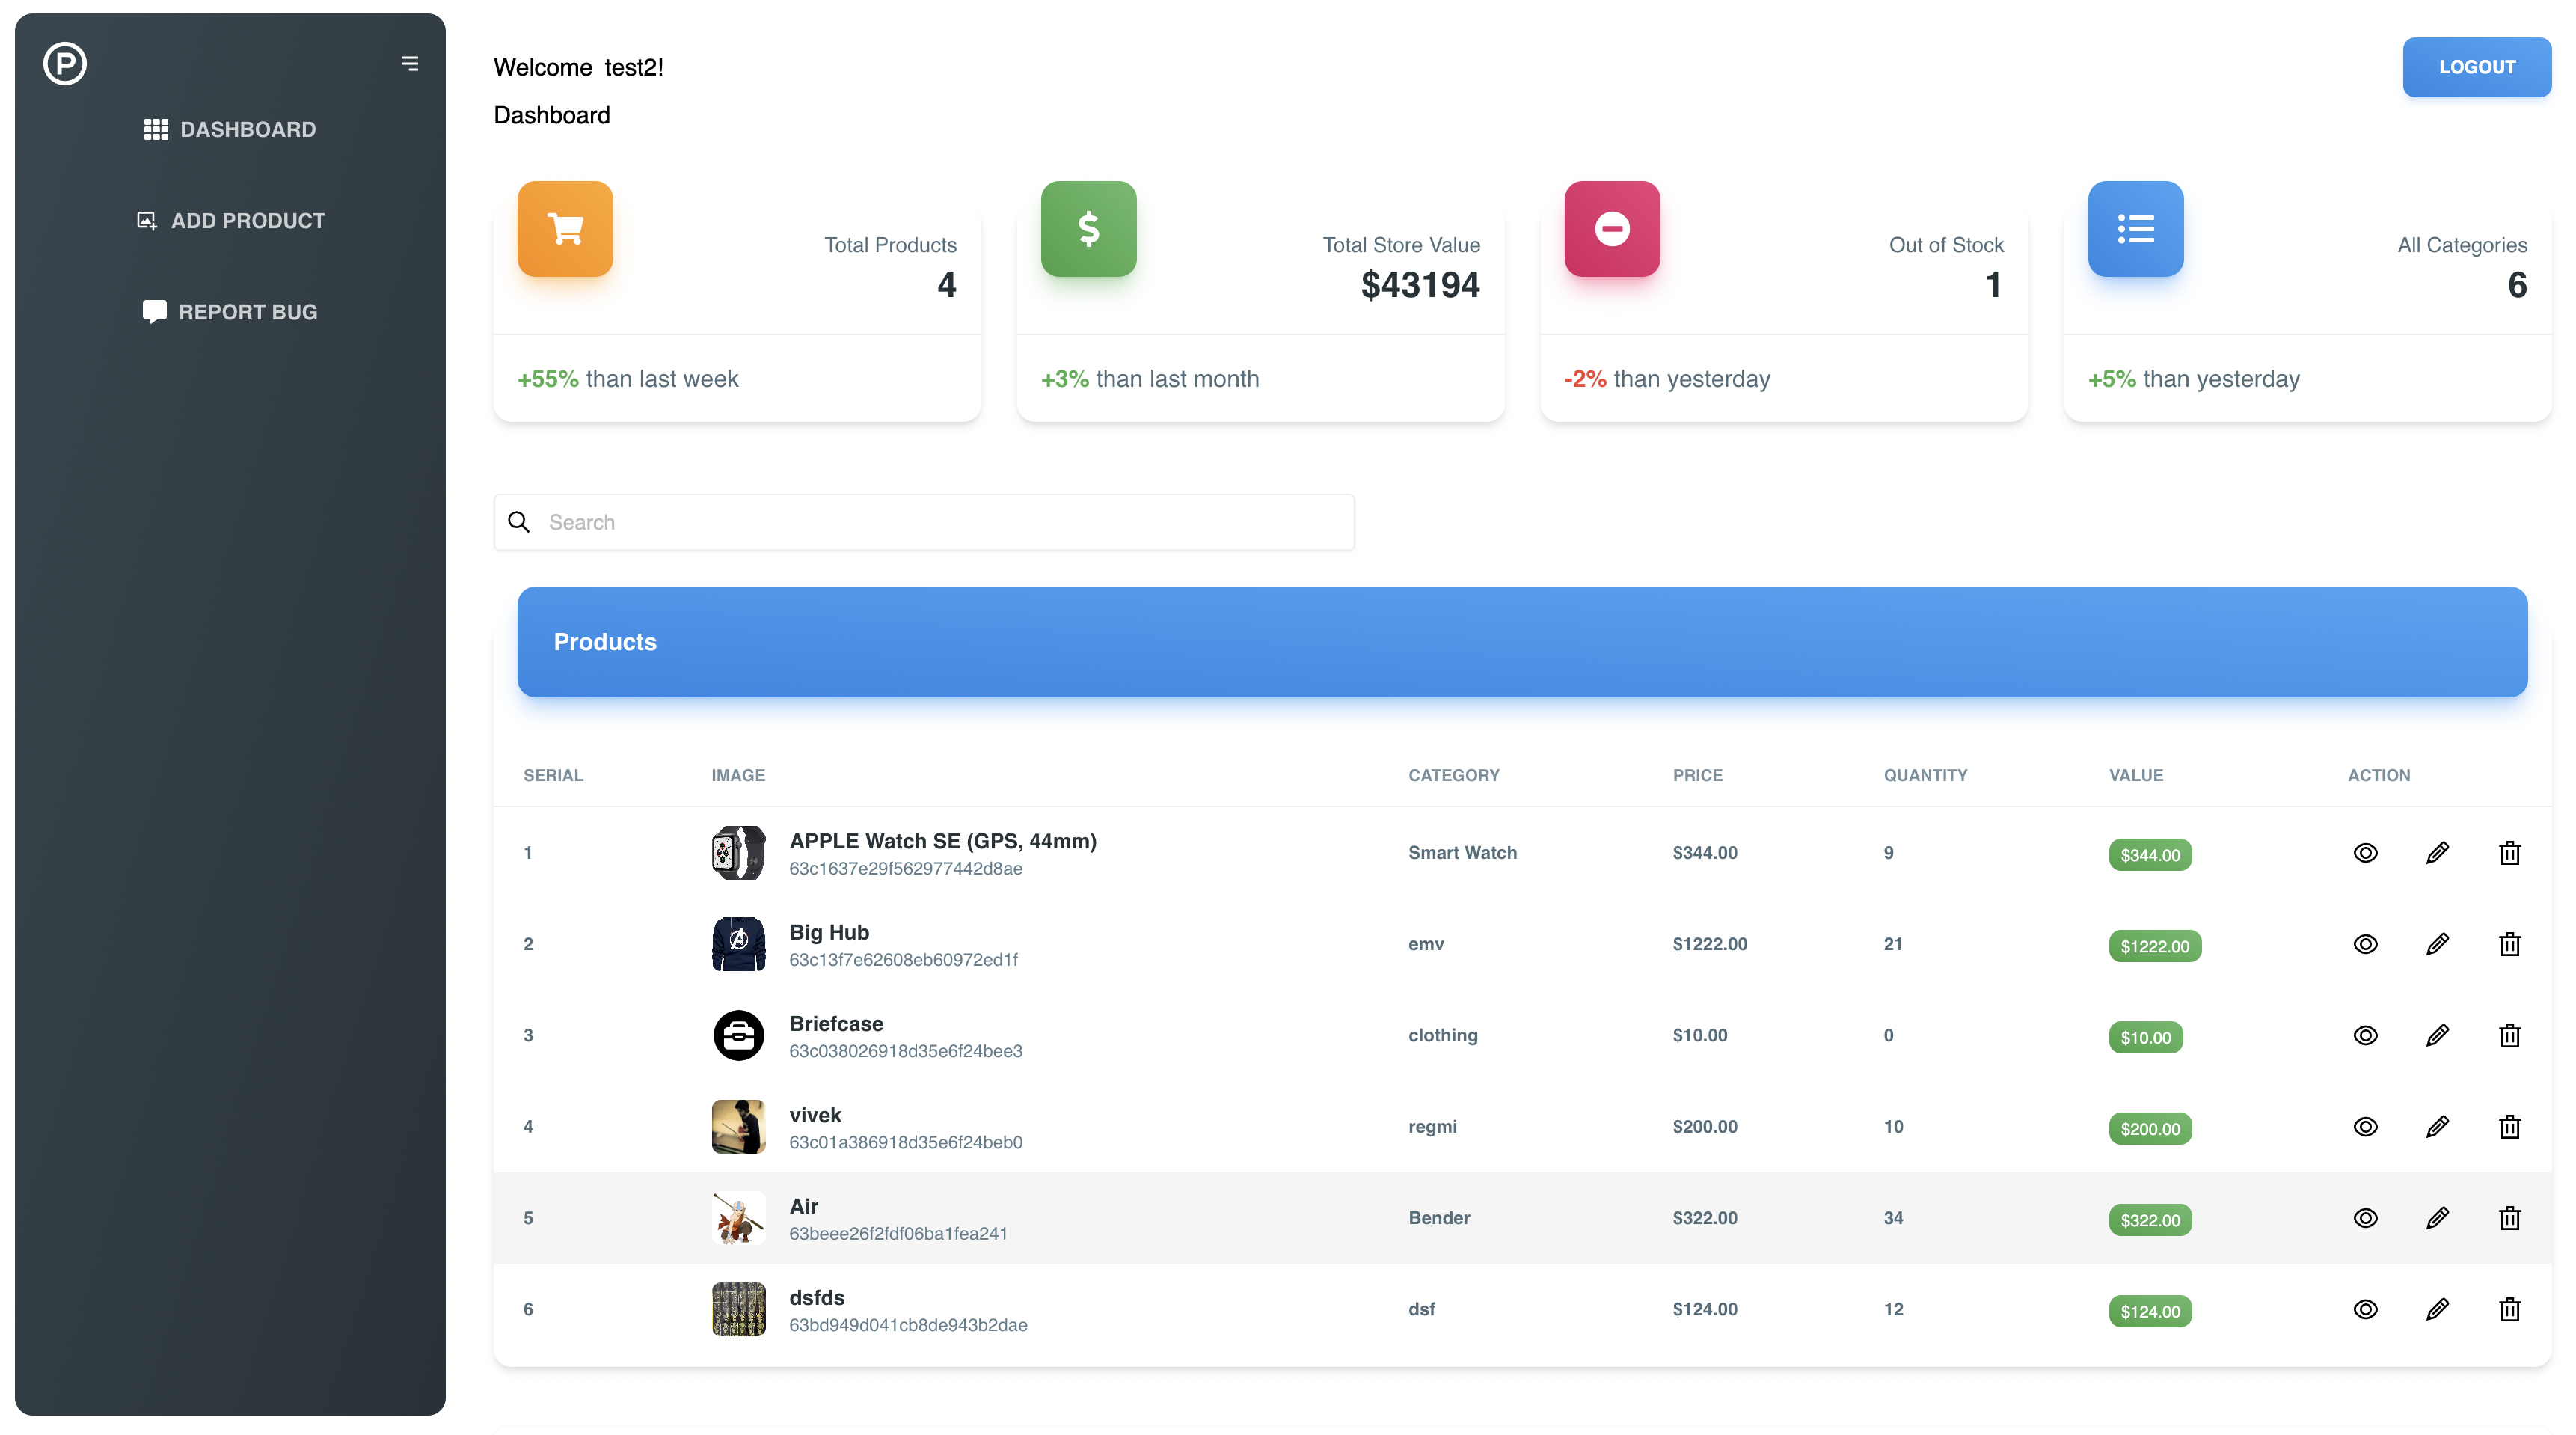 P
DASHBOARD
ADD PRODUCT
REPORT BUG
Welcome test2!
LOGOUT
Dashboard
Total Products
4
+55% than last week
$
Total Store Value
$43194
+3% than last month
Out of Stock
1
-2% than yesterday
All Categories
6
+5% than yesterday
Search
Products
SERIAL IMAGE CATEGORY PRICE QUANTITY VALUE ACTION
1 APPLE Watch SE (GPS, 44mm) Smart Watch $344.00 9 $344.00
63c1637e29f562977442d8ae
2 Big Hub emv $1222.00 21 $1222.00
63c13f7e62608eb60972ed1f
3 Briefcase clothing $10.00 0 $10.00
63c038026918d35e6f24bee3
4 vivek regmi $200.00 10 $200.00
63c01a386918d35e6f24beb0
5 Air Bender $322.00 34 $322.00
63beee26f2fdf06ba1fea241
6 dsfds dsf $124.00 12 $124.00
63bd949d041cb8de943b2dae